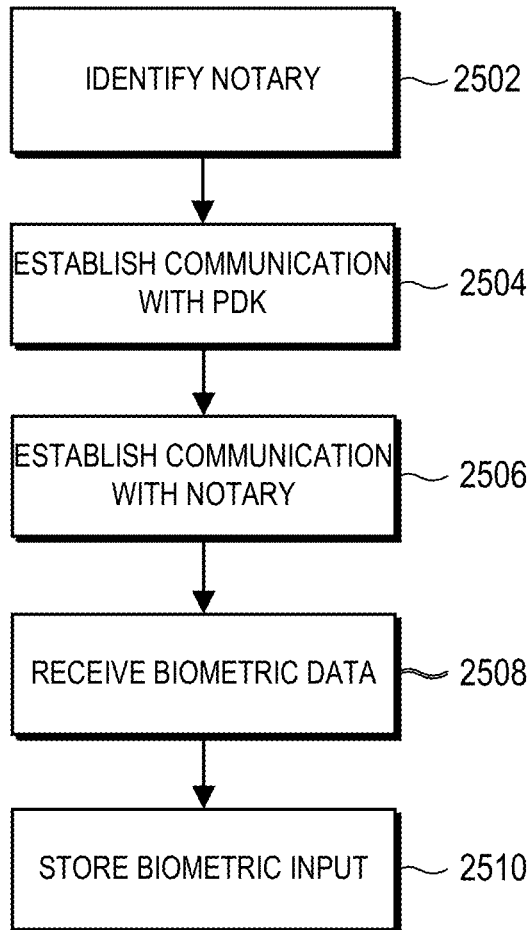 IDENTIFY NOTARY
2502
ESTABLISH COMMUNICATION
WITH PDK
2504
ESTABLISH COMMUNICATION
WITH NOTARY
2506
RECEIVE BIOMETRIC DATA
2508
STORE BIOMETRIC INPUT
2510